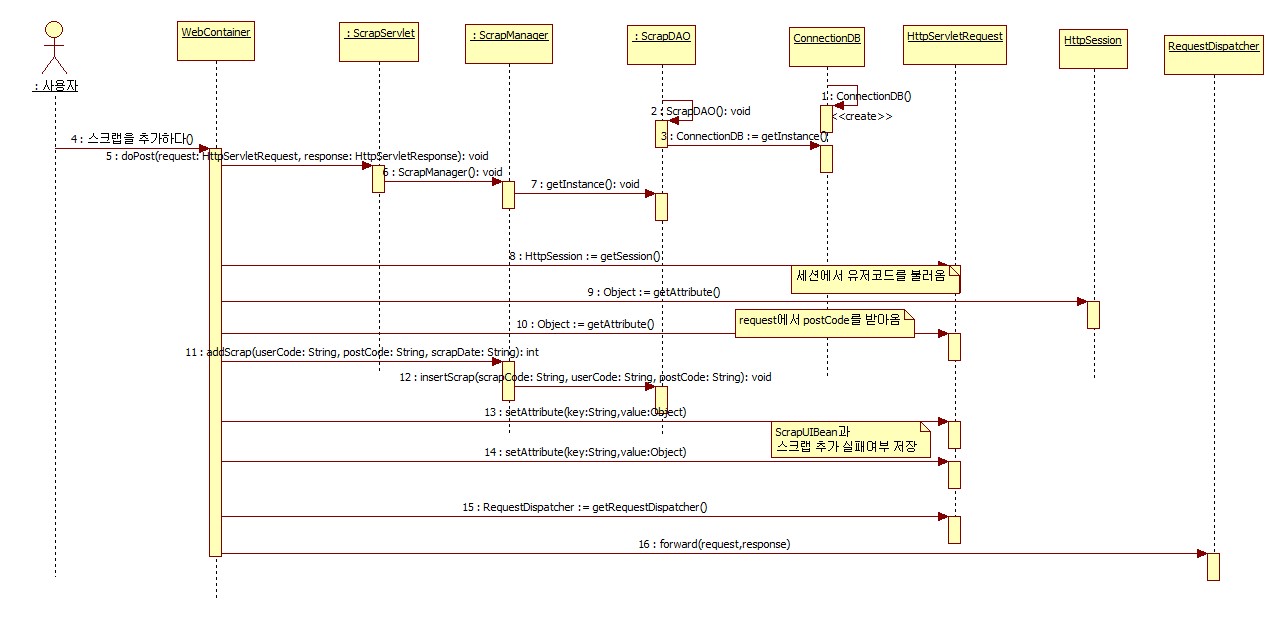 WebContainer
: ScrapServlet
: ScrapManager
: ScrapDAO
ConnectionDB
HttpServletRequest
HttpSession
RequestDispatcher
: 사용자
1 : ConnectionDB()
<<create>>
2 : ScrapDAO(): void
3 : ConnectionDB := getInstance()
4 : 스크랩을 추가하다()
5 : doPost(request: HttpServletRequest, response: HttpServletResponse): void
6 : ScrapManager(): void
7 : getInstance(): void
8 : HttpSession := getSession()
세션에서 유저코드를 불러옴
9 : Object := getAttribute()
request에서 postCode를 받아옴
10 : Object := getAttribute()
11 : addScrap(userCode: String, postCode: String, scrapDate: String): int
12 : insertScrap(scrapCode: String, userCode: String, postCode: String): void
13 : setAttribute(key:String,value:Object)
ScrapUIBean과
스크랩 추가 실패여부 저장
14 : setAttribute(key:String,value:Object)
15 : RequestDispatcher := getRequestDispatcher()
16 : forward(request,response)